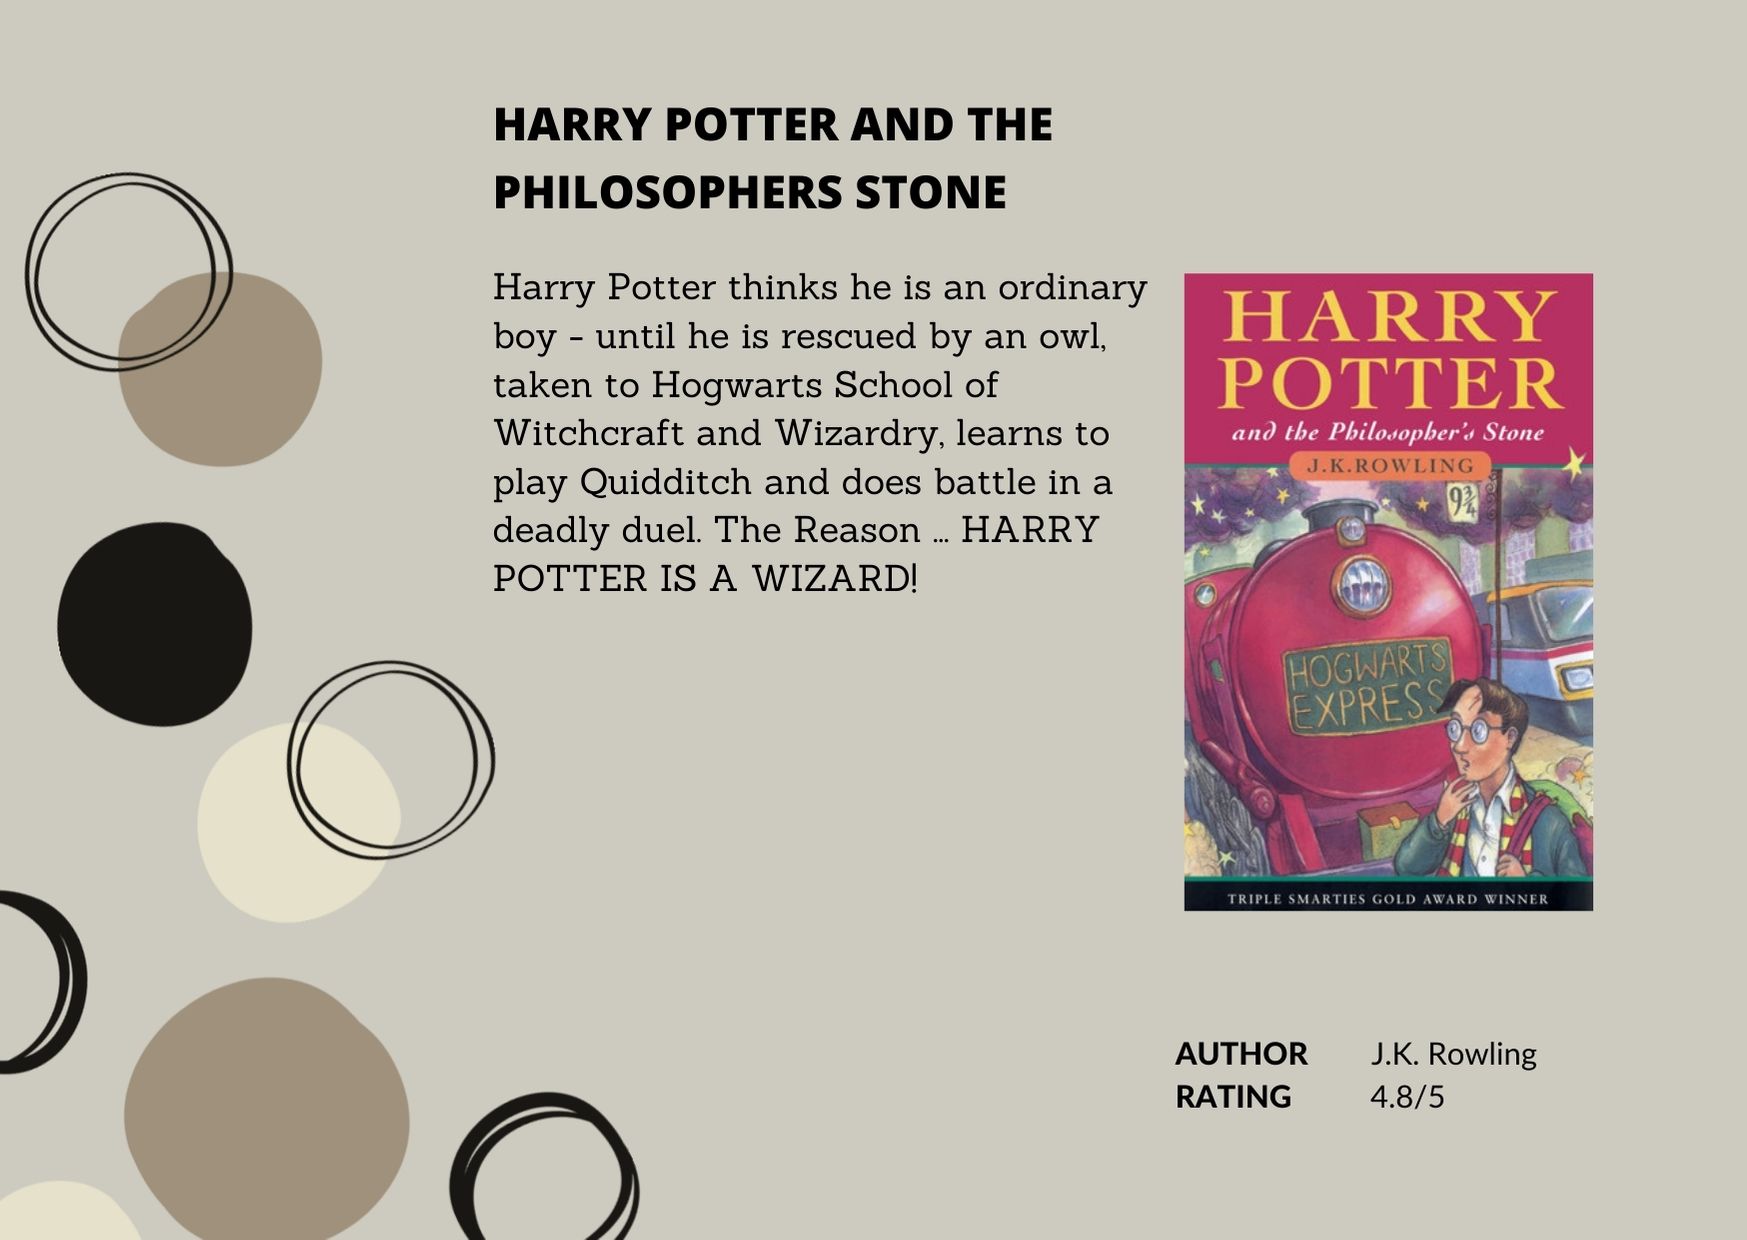 HARRY POTTER AND THE
PHILOSOPHERS STONE
Harry Potter thinks he is an ordinary
boy - until he is rescued by an owl,
taken to Hogwarts School of
Witchcraft and Wizardry, learns to
play Quidditch and does battle in a
deadly duel. The Reason ... HARRY
POTTER IS A WIZARD!
HARRY
POTTER
and the Philosopher's Stone
J.K.ROWLING
9¾
HOGWARTS
EXPRESS
TRIPLE SMARTIES GOLD AWARD WINNER
AUTHOR J.K. Rowling
RATING 4.8/5